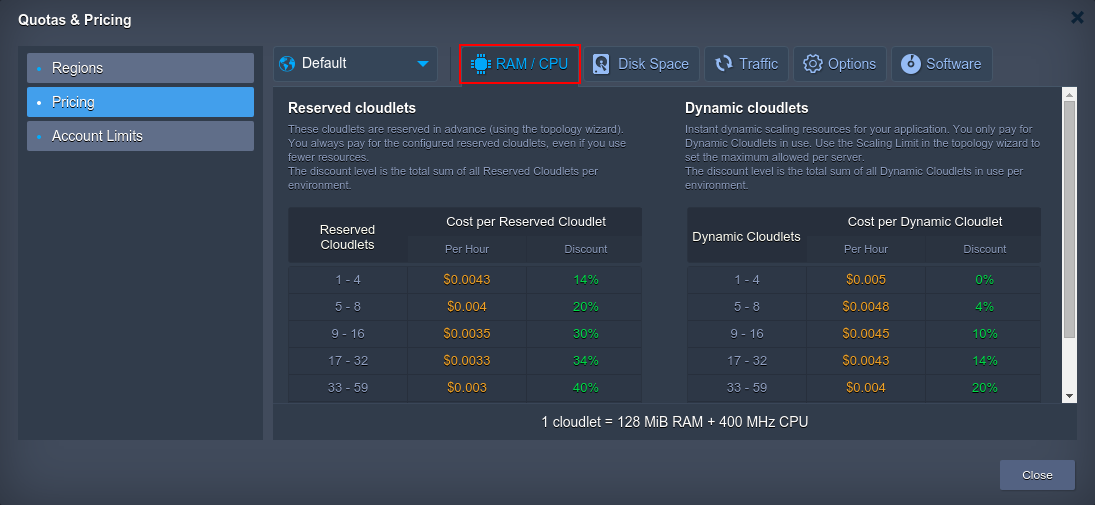 Quotas & Pricing
Regions
Pricing
Account Limits
Default
RAM / CPU
Disk Space
Traffic
Options
Software
Reserved cloudlets
These cloudlets are reserved in advance (using the topology wizard).
You always pay for the configured reserved cloudlets, even if you use
fewer resources.
The discount level is the total sum of all Reserved Cloudlets per
environment.
Reserved Cloudlets
Cost per Reserved Cloudlet
Per Hour Discount
1 - 4 $0.0043 14%
5 - 8 $0.004 20%
9 - 16 $0.0035 30%
17 - 32 $0.0033 34%
33 - 59 $0.003 40%
Dynamic cloudlets
Instant dynamic scaling resources for your application. You only pay for
Dynamic Cloudlets in use. Use the Scaling Limit in the topology wizard to
set the maximum allowed per server.
The discount level is the total sum of all Dynamic Cloudlets in use per
environment.
Dynamic Cloudlets
Cost per Dynamic Cloudlet
Per Hour Discount
1 - 4 $0.005 0%
5 - 8 $0.0048 4%
9 - 16 $0.0045 10%
17 - 32 $0.0043 14%
33 - 59 $0.004 20%
1 cloudlet = 128 MiB RAM + 400 MHz CPU
Close